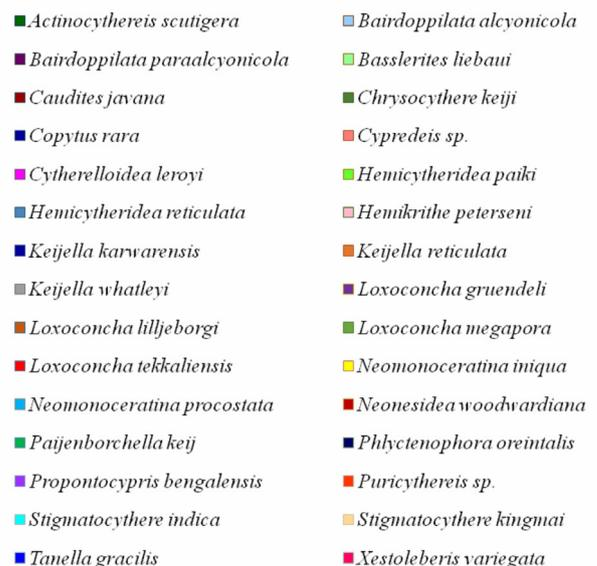 Actinocythereis scutigera Bairdoppilata alcyonicola
Bairdoppilata paraalcyonicola Basslerites liebaui
Caudites javana Chrysocythere keiji
Copytus rara Cypredeis sp.
Cytherelloidea leroyi Hemicytheridea paiki
Hemicytheridea reticulata Hemikrithe peterseni
Keijella karwarensis Keijella reticulata
Keijella whatleyi Loxoconcha gruendeli
Loxoconcha lilljeborgi Loxoconcha megapora
Loxoconcha tekkaliensis Neomonoceratina iniqua
Neomonoceratina procostata Neonesidea woodwardiana
Paijenborchella keij Phlyctenophora oreintalis
Propontocypris bengalensis Puricythereis sp.
Stigmatocythere indica Stigmatocythere kingmai
Tanella gracilis Xestoleberis variegata